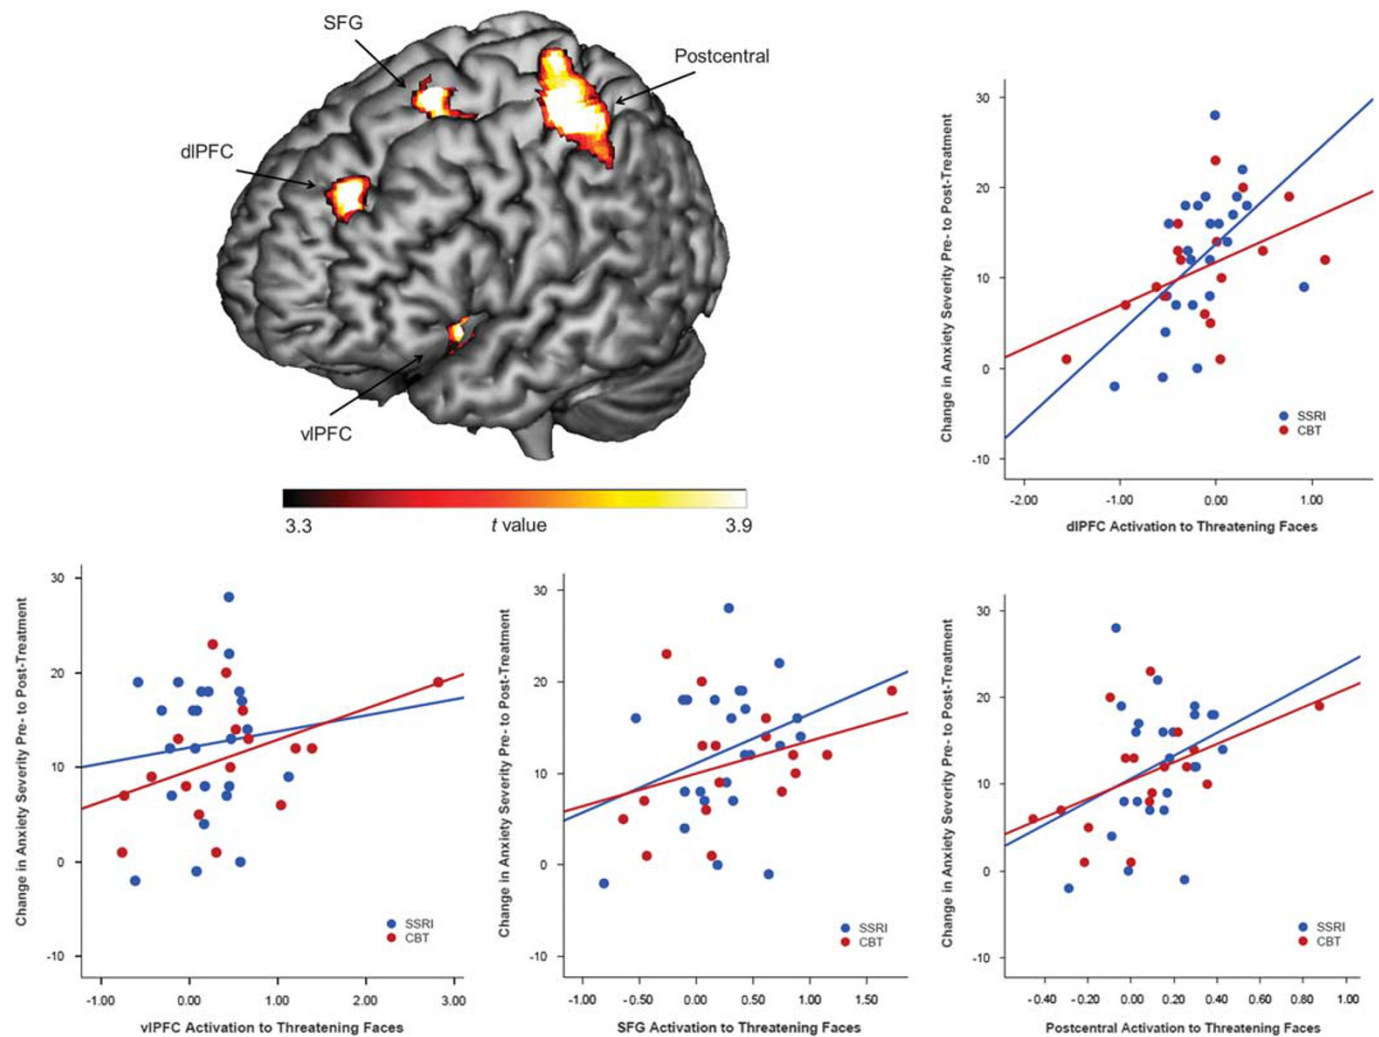 SFG
Postcentral
dlPFC
vlPFC
3.3
t value
3.9
Change in Anxiety Severity Pre- to Post-Treatment
30
20
10
0
-10
SSRI
CBT
-2.00
-1.00
0.00
1.00
dlPFC Activation to Threatening Faces
Change in Anxiety Severity Pre- to Post-Treatment
30
20
10
0
-10
SSRI
CBT
-1.00
0.00
1.00
2.00
3.00
vlPFC Activation to Threatening Faces
Change in Anxiety Severity Pre- to Post-Treatment
30
20
10
0
-10
SSRI
CBT
-1.00
-0.50
0.00
0.50
1.00
1.50
SFG Activation to Threatening Faces
Change in Anxiety Severity Pre- to Post-Treatment
30
20
10
0
-10
SSRI
CBT
-0.40
-0.20
0.00
0.20
0.40
0.60
0.80
1.00
Postcentral Activation to Threatening Faces